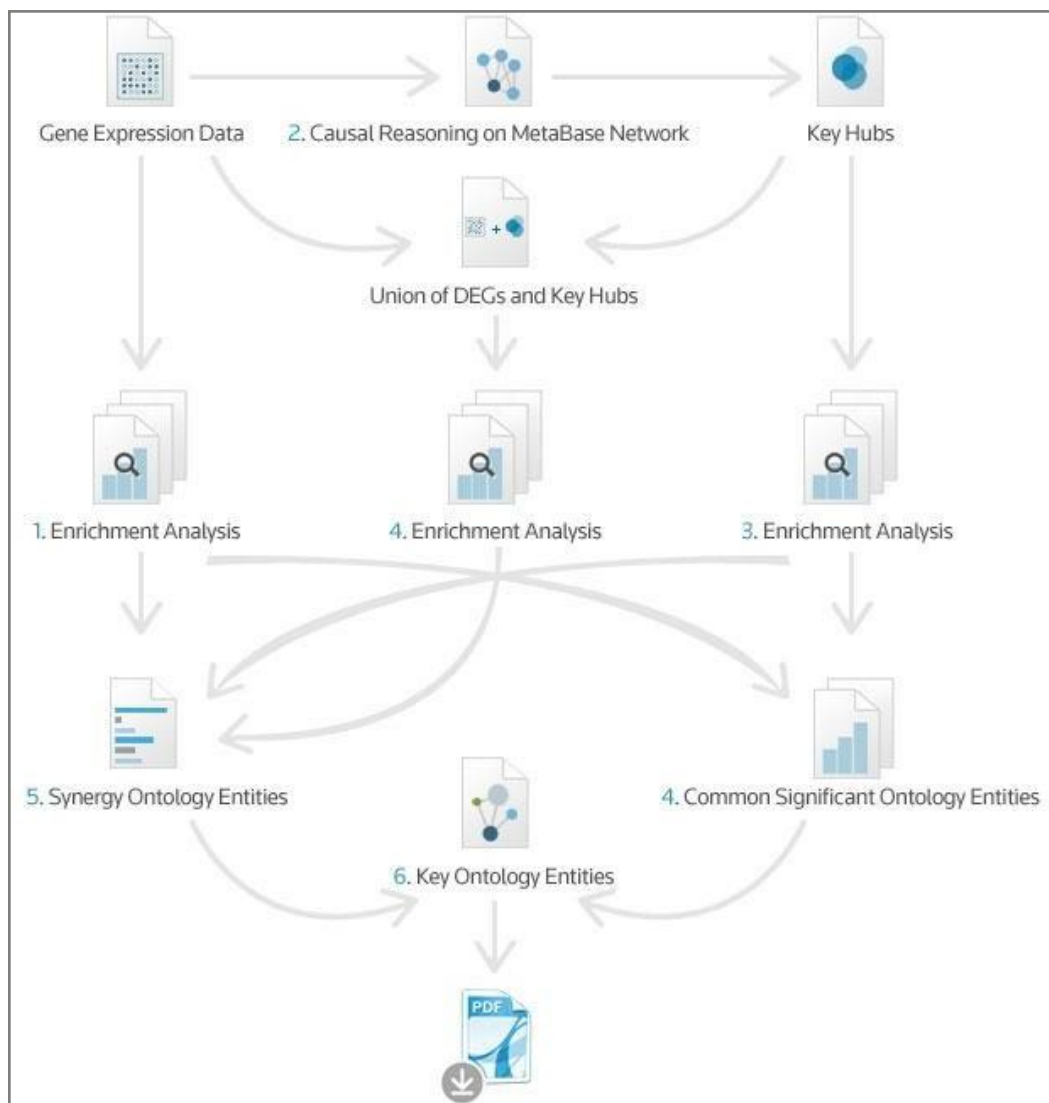 Gene Expression Data
2. Causal Reasoning on MetaBase Network
Key Hubs
+
Union of DEGs and Key Hubs
1. Enrichment Analysis
4. Enrichment Analysis
3. Enrichment Analysis
5. Synergy Ontology Entities
4. Common Significant Ontology Entities
6. Key Ontology Entities
PDF